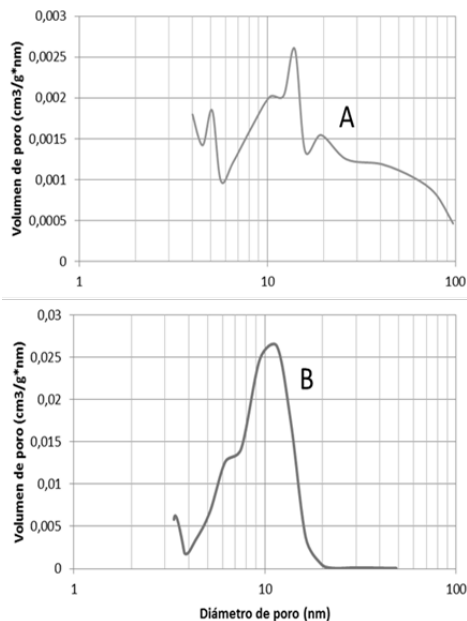 Volumen de poro (cm3/g*nm)
0,003
0,0025
0,002
0,0015
0,001
0,0005
0
A
1 10 100
Volumen de poro (cm3/g*nm)
0,03
0,025
0,02
0,015
0,01
0,005
0
B
1 10 100
Diámetro de poro (nm)